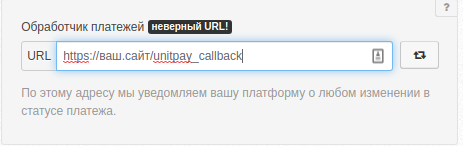 ?
Обработчик платежей неверный URL!
URL https://ваш.сайт/unitpay_callback
По этому адресу мы уведомляем вашу платформу о любом изменении в
статусе платежа.